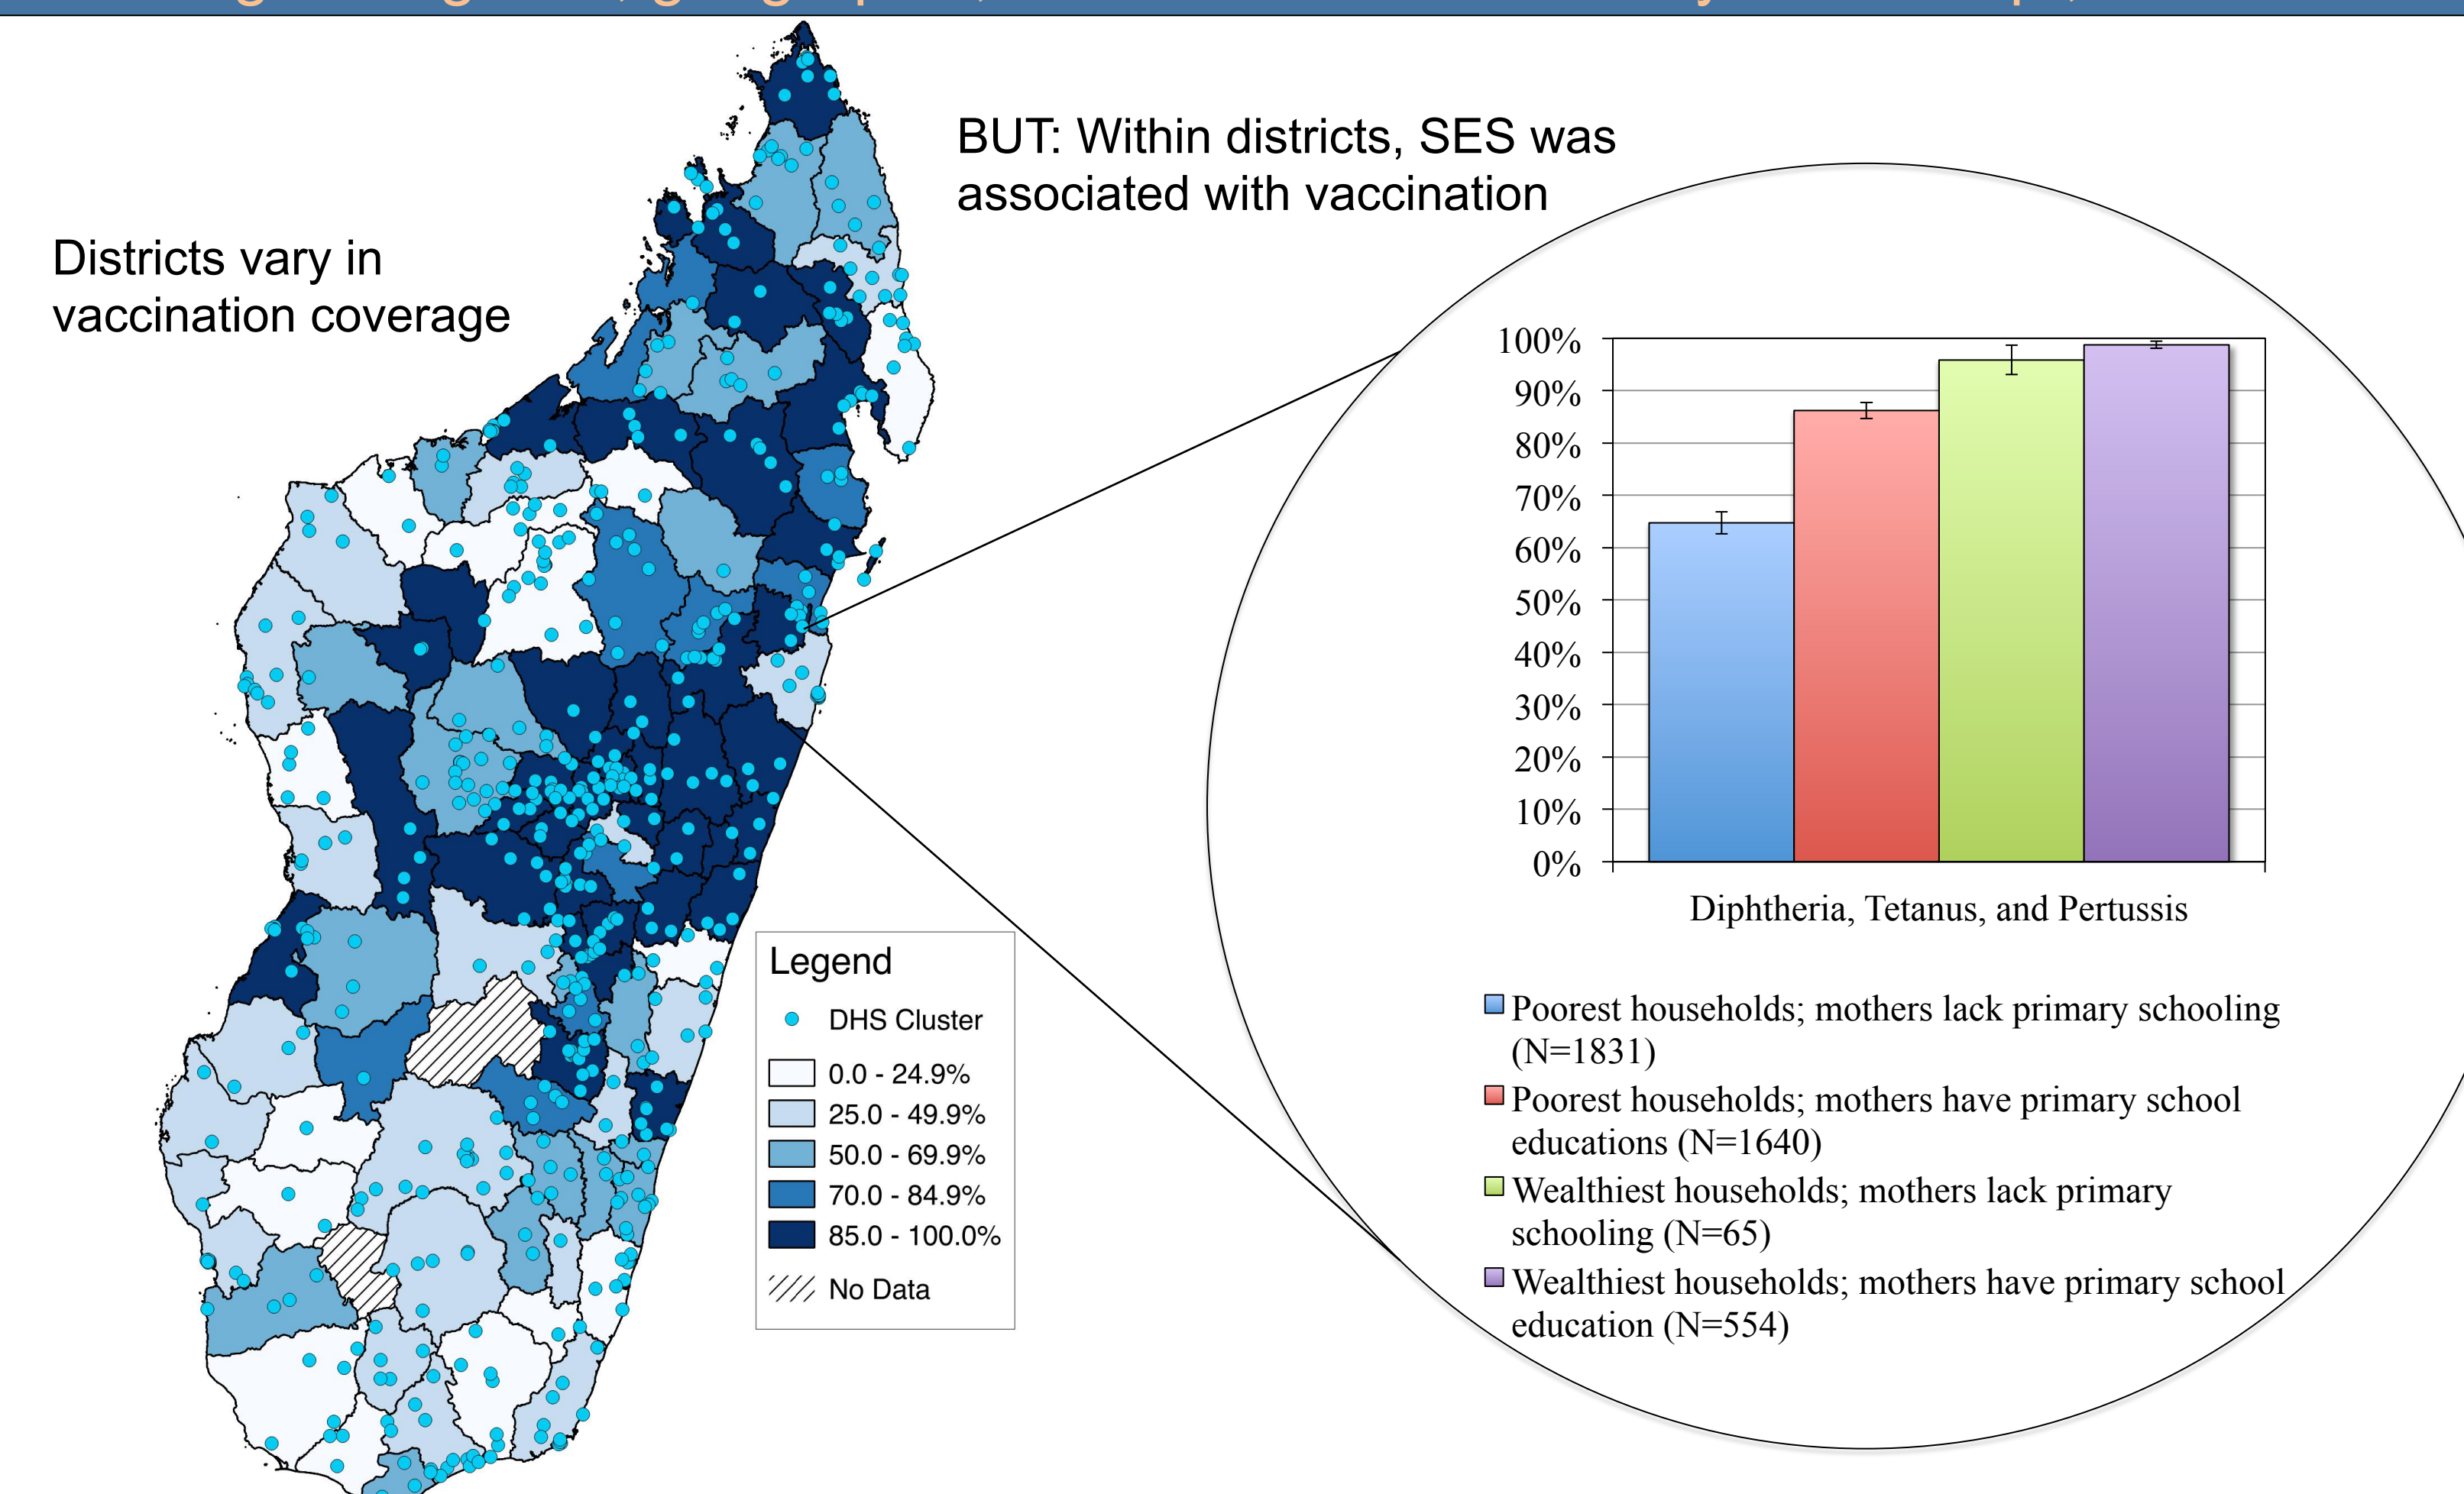 Districts vary in
vaccination coverage
BUT: Within districts, SES was
associated with vaccination
Legend
DHS Cluster
0.0 - 24.9%
25.0 - 49.9%
50.0 - 69.9%
70.0 - 84.9%
85.0 - 100.0%
No Data
100%
90%
80%
70%
60%
50%
40%
30%
20%
10%
0%
Diphtheria, Tetanus, and Pertussis
Poorest households; mothers lack primary schooling
(N=1831)
Poorest households; mothers have primary school
educations (N=1640)
Wealthiest households; mothers lack primary
schooling (N=65)
Wealthiest households; mothers have primary school
education (N=554)